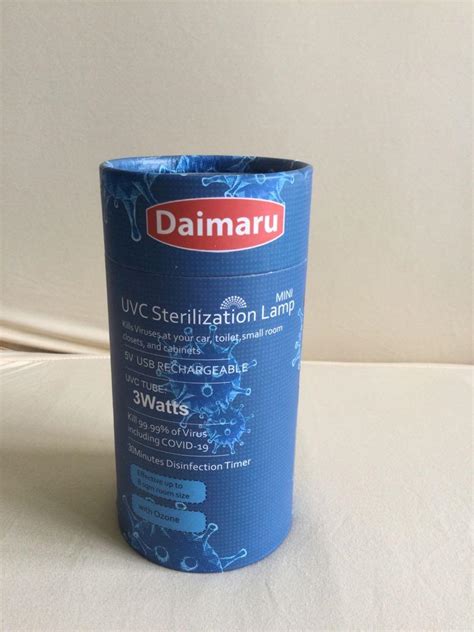 Daimaru
UVC Sterilization Lamp
MINI
Kills Viruses at your car, toilet, small room
closets, and cabinets
5V USB RECHARGEABLE
UVC TUBE:
3Watts
Kill 99.99% of Virus
including COVID-19
30Minutes Disinfection Timer
Effective up to
room size
with Ozone